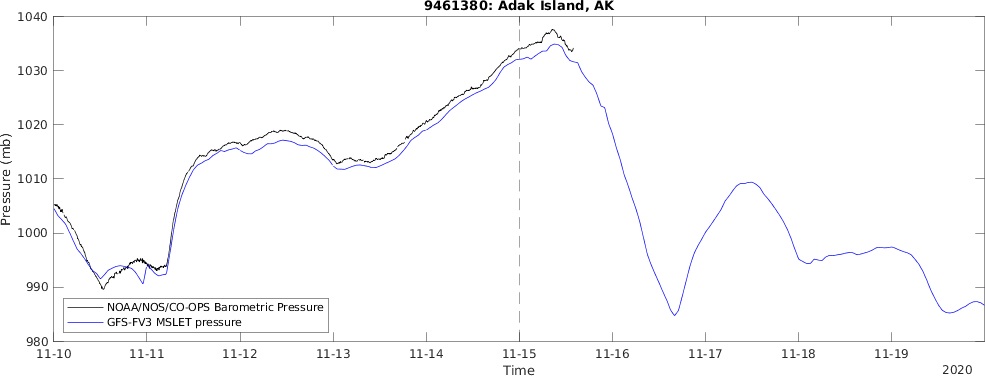 9461380: Adak Island, AK
Pressure (mb)
1040
1030
1020
1010
1000
990
980
NOAA/NOS/CO-OPS Barometric Pressure
GFS-FV3 MSLET pressure
11-10 11-11 11-12 11-13 11-14 11-15 11-16 11-17 11-18 11-19
Time
2020